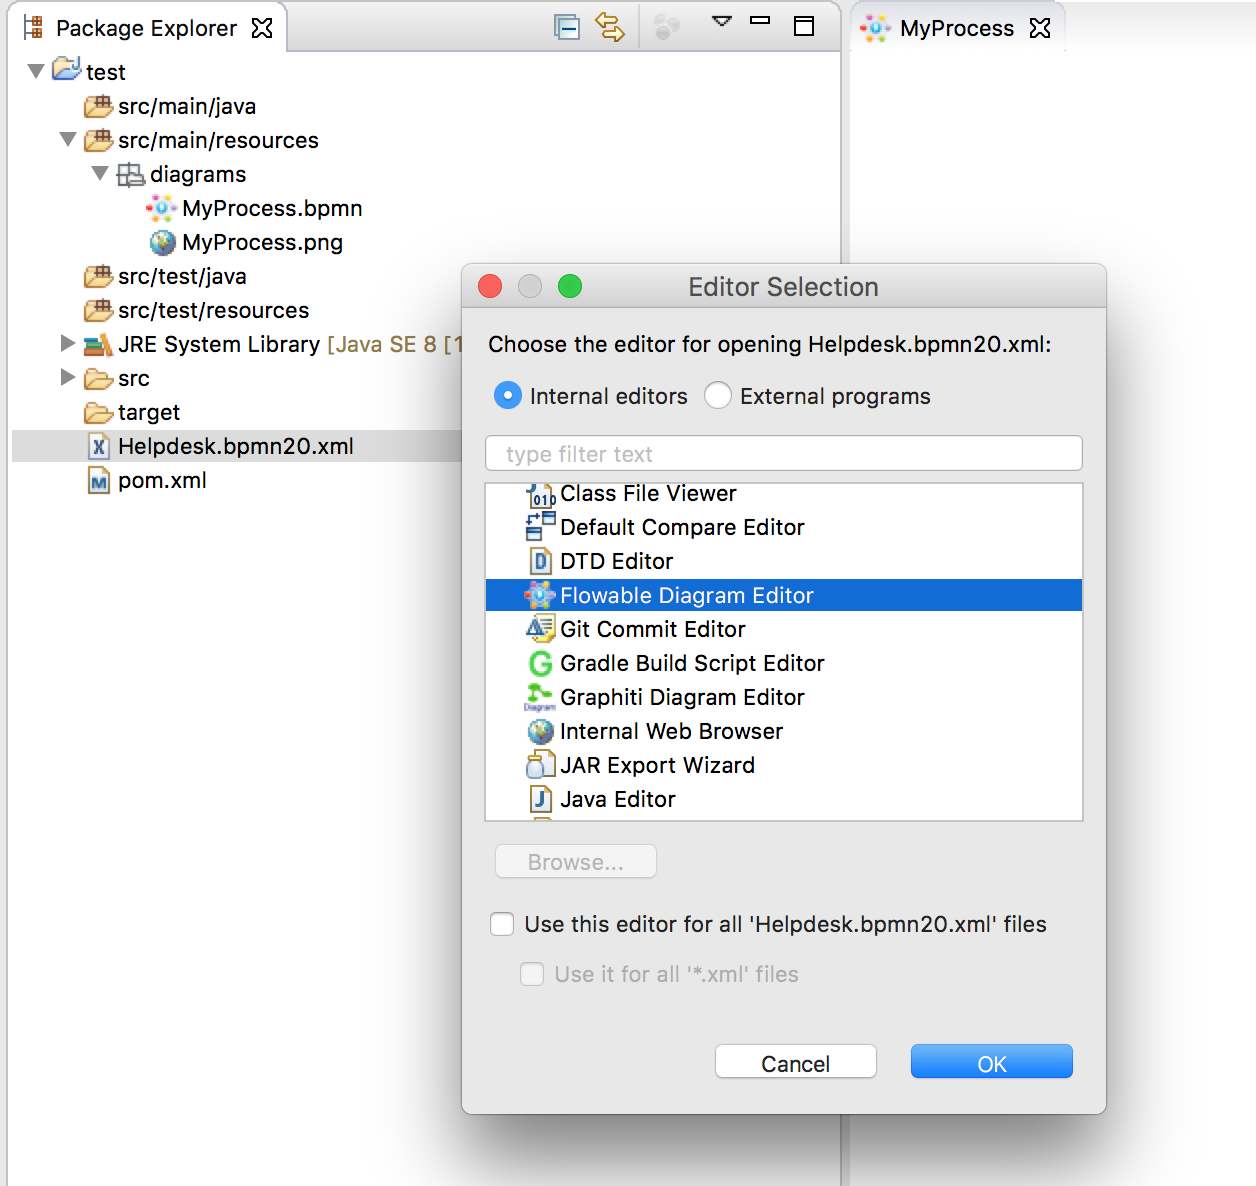 Package Explorer
MyProcess
test
src/main/java
src/main/resources
diagrams
MyProcess.bpmn
MyProcess.png
src/test/java
src/test/resources
JRE System Library [Java SE 8 [1
src
target
Helpdesk.bpmn20.xml
pom.xml
Editor Selection
Choose the editor for opening Helpdesk.bpmn20.xml:
Internal editors External programs
type filter text
Class File Viewer
Default Compare Editor
DTD Editor
Flowable Diagram Editor
Git Commit Editor
Gradle Build Script Editor
Graphiti Diagram Editor
Internal Web Browser
JAR Export Wizard
Java Editor
Browse...
Use this editor for all 'Helpdesk.bpmn20.xml' files
Use it for all '*.xml' files
Cancel OK